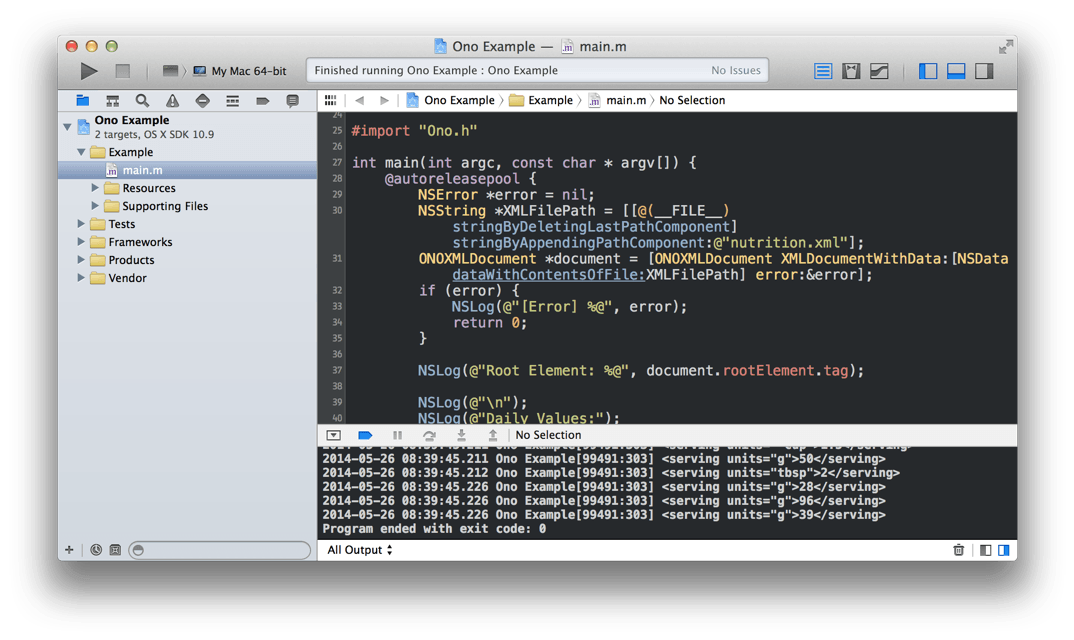 Ono Example — main.m
My Mac 64-bit
Finished running Ono Example : Ono Example
No Issues
Ono Example
Example
main.m
No Selection
Ono Example
2 targets, OS X SDK 10.9
Example
main.m
Resources
Supporting Files
Tests
Frameworks
Products
Vendor
24
25 #import "Ono.h"
26
27 int main(int argc, const char * argv[]) {
28 @autoreleasepool {
29 NSError *error = nil;
30 NSString *XMLFilePath = [[@(__FILE__)
stringByDeletingLastPathComponent]
stringByAppendingPathComponent:@"nutrition.xml"];
31 ONOXMLDocument *document = [ONOXMLDocument XMLDocumentWithData:[NSData
dataWithContentsOfFile:XMLFilePath] error:&error];
32 if (error) {
33 NSLog(@"[Error] %@", error);
34 return 0;
35 }
36
37 NSLog(@"Root Element: %@", document.rootElement.tag);
38
39 NSLog(@"\n");
40 NSLog(@"Daily Values:");
No Selection
2014-05-26 08:39:45.211 Ono Example[99491:303] <serving units="g">50</serving>
2014-05-26 08:39:45.212 Ono Example[99491:303] <serving units="tbsp">2</serving>
2014-05-26 08:39:45.226 Ono Example[99491:303] <serving units="g">28</serving>
2014-05-26 08:39:45.226 Ono Example[99491:303] <serving units="g">96</serving>
2014-05-26 08:39:45.226 Ono Example[99491:303] <serving units="g">39</serving>
Program ended with exit code: 0
All Output